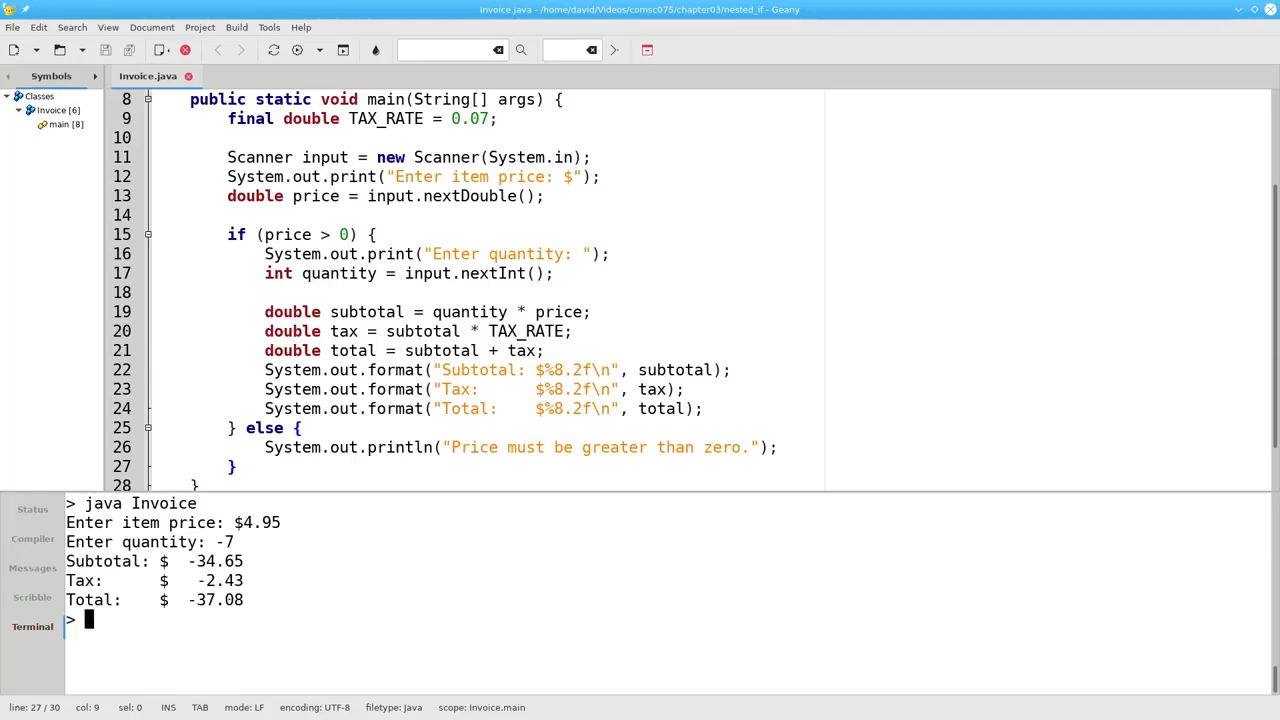 Invoice.java - /home/david/Videos/comsc075/chapter03/nested_if - Geany
File Edit Search View Document Project Build Tools Help
Symbols
Invoice.java
Classes
Invoice [6]
main [8]
8 public static void main(String[] args) {
9 final double TAX_RATE = 0.07;
10
11 Scanner input = new Scanner(System.in);
12 System.out.print("Enter item price: $");
13 double price = input.nextDouble();
14
15 if (price > 0) {
16 System.out.print("Enter quantity: ");
17 int quantity = input.nextInt();
18
19 double subtotal = quantity * price;
20 double tax = subtotal * TAX_RATE;
21 double total = subtotal + tax;
22 System.out.format("Subtotal: $%8.2f\n", subtotal);
23 System.out.format("Tax:      $%8.2f\n", tax);
24 System.out.format("Total:    $%8.2f\n", total);
25 } else {
26 System.out.println("Price must be greater than zero.");
27 }
28 }
Status
Compiler
Messages
Scribble
Terminal
> java Invoice
Enter item price: $4.95
Enter quantity: -7
Subtotal: $  -34.65
Tax:      $   -2.43
Total:    $  -37.08
>
line: 27 / 30 col: 9 sel: 0 INS TAB mode: LF encoding: UTF-8 filetype: Java scope: Invoice.main